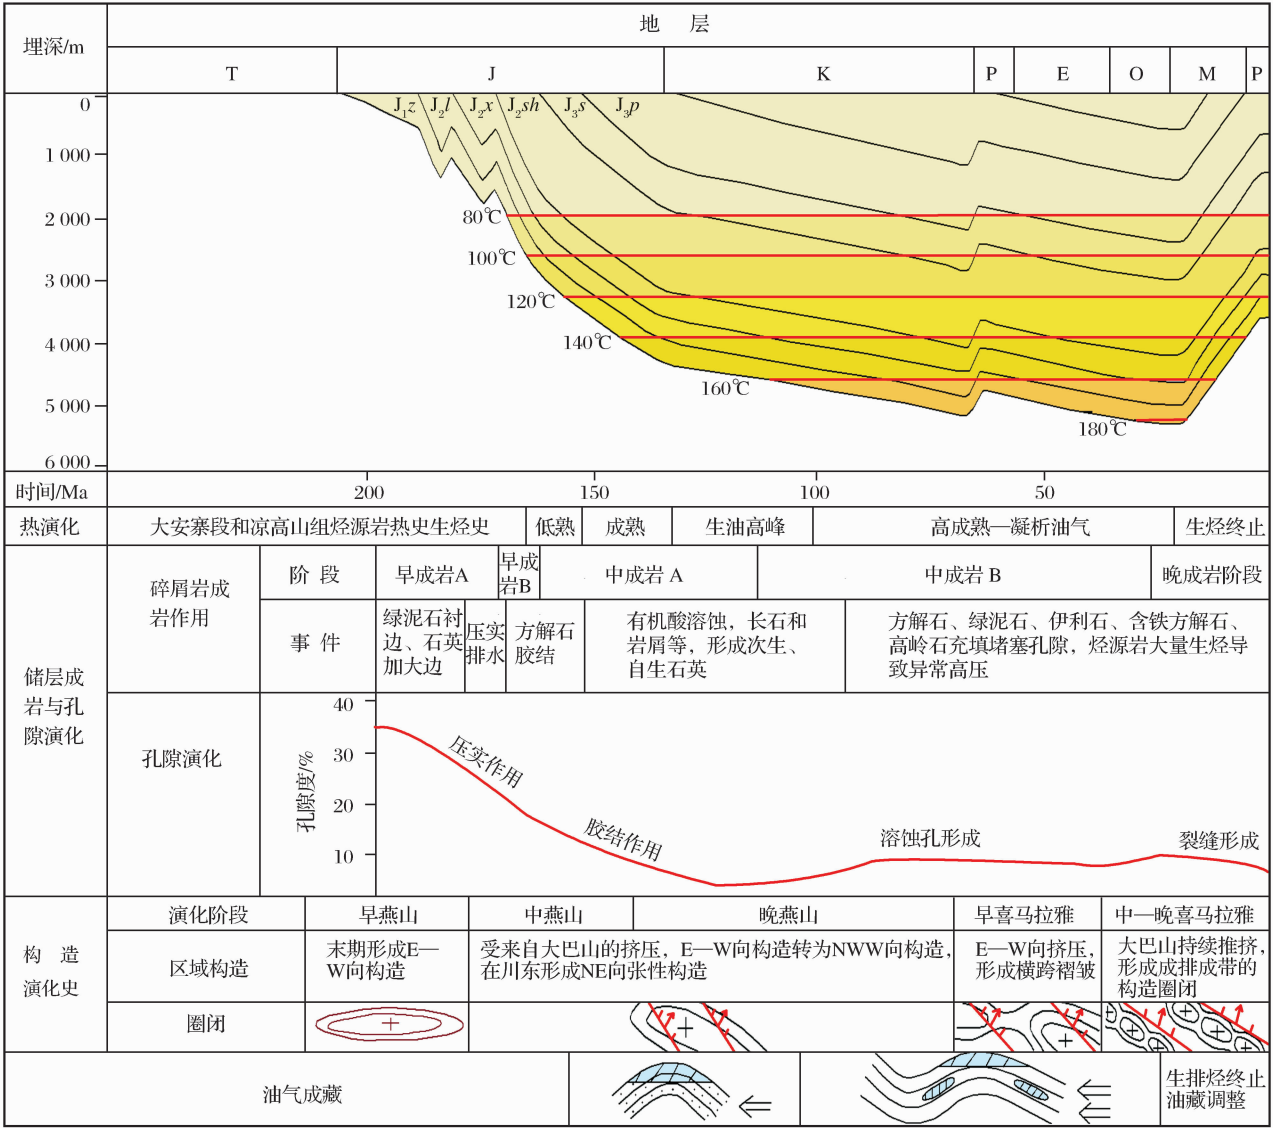 地 层
埋深/m
T
J
K
P
E
O
M
P
0
J₁z
J₂l
J₂x
J₂sh
J₃s
J₃p
1 000
2 000
80℃
100℃
3 000
120℃
4 000
140℃
160℃
5 000
180℃
6 000
时间/Ma
200
150
100
50
热演化
大安寨段和凉高山组烃源岩热史生烃史
低熟
成熟
生油高峰
高成熟—凝析油气
生烃终止
储层成
岩与孔
隙演化
碎屑岩成
岩作用
阶 段
早成岩A
早成
岩B
中成岩 A
中成岩 B
晚成岩阶段
事 件
绿泥石衬
边、石英
加大边
压实
排水
方解石
胶结
有机酸溶蚀，长石和
岩屑等，形成次生、
自生石英
方解石、绿泥石、伊利石、含铁方解石、
高岭石充填堵塞孔隙，烃源岩大量生烃导
致异常高压
孔隙演化
孔隙度/%
40
30
20
10
压实作用
胶结作用
溶蚀孔形成
裂缝形成
构 造
演化史
演化阶段
早燕山
中燕山
晚燕山
早喜马拉雅
中—晚喜马拉雅
区域构造
末期形成E—
W向构造
受来自大巴山的挤压，E—W向构造转为NWW向构造，
在川东形成NE向张性构造
E—W向挤压，
形成横跨褶皱
大巴山持续推挤，
形成成排成带的
构造圈闭
圈闭
油气成藏
生排烃终止
油藏调整